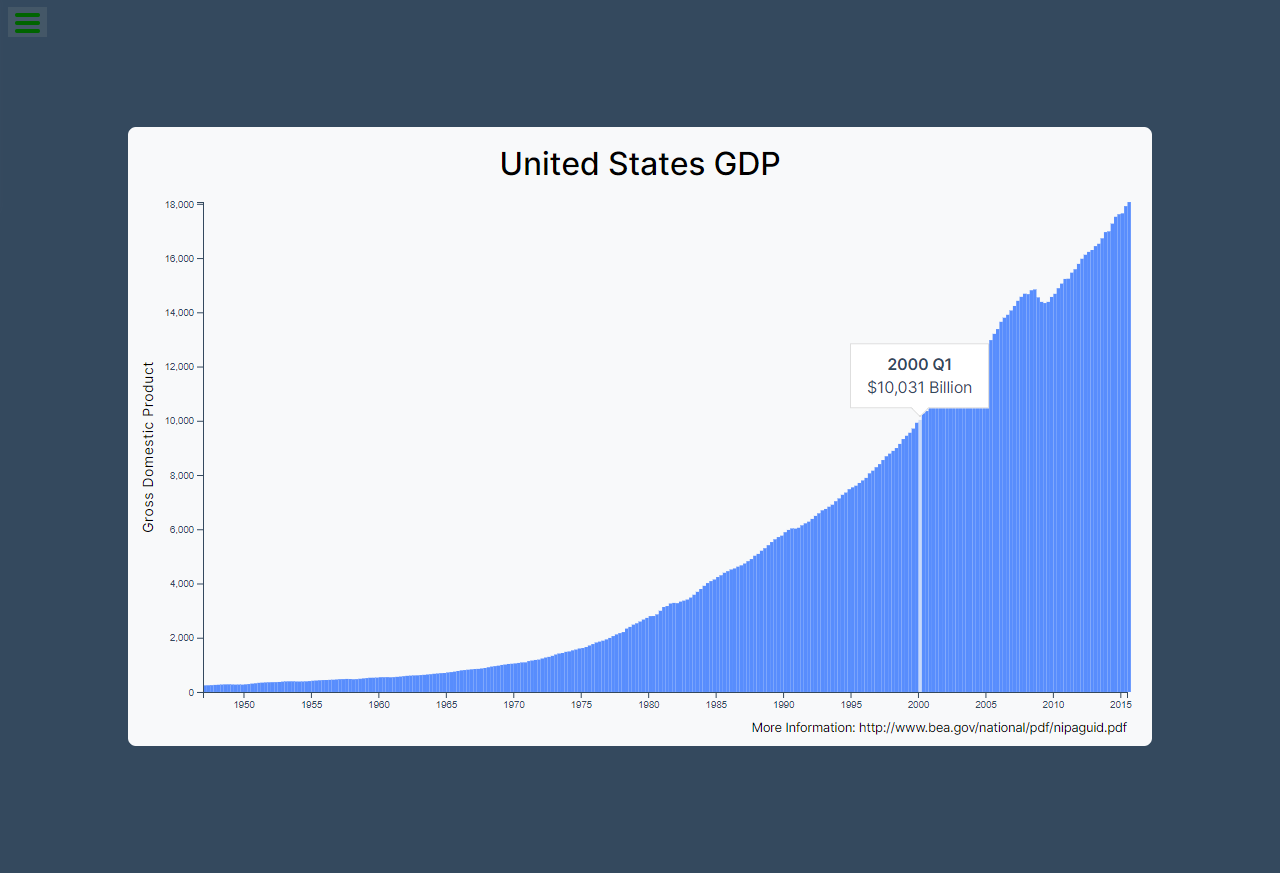 United States GDP
18,000
16,000
14,000
12,000
10,000
8,000
6,000
4,000
2,000
0
Gross Domestic Product
2000 Q1
$10,031 Billion
1950 1955 1960 1965 1970 1975 1980 1985 1990 1995 2000 2005 2010 2015
More Information: http://www.bea.gov/national/pdf/nipaguid.pdf